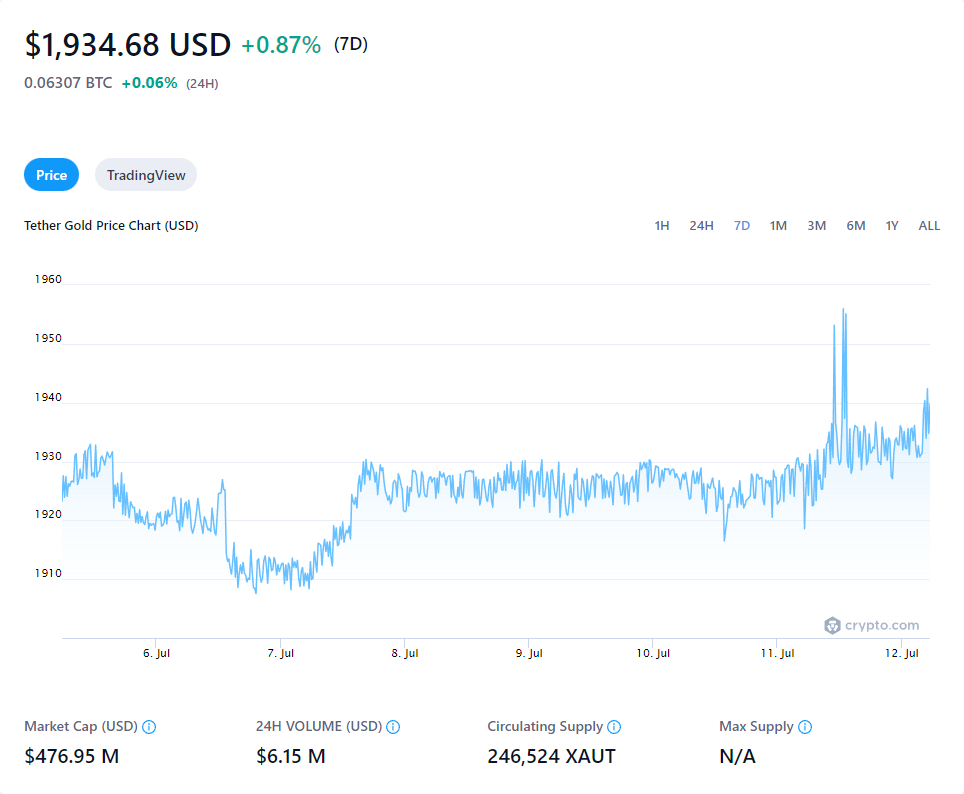 $1,934.68 USD +0.87% (7D)
0.06307 BTC +0.06% (24H)
Price TradingView
Tether Gold Price Chart (USD) 1H 24H 7D 1M 3M 6M 1Y ALL
1960
1950
1940
1930
1920
1910
crypto.com
6. Jul 7. Jul 8. Jul 9. Jul 10. Jul 11. Jul 12. Jul
Market Cap (USD) 24H VOLUME (USD) Circulating Supply Max Supply
$476.95 M $6.15 M 246,524 XAUT N/A